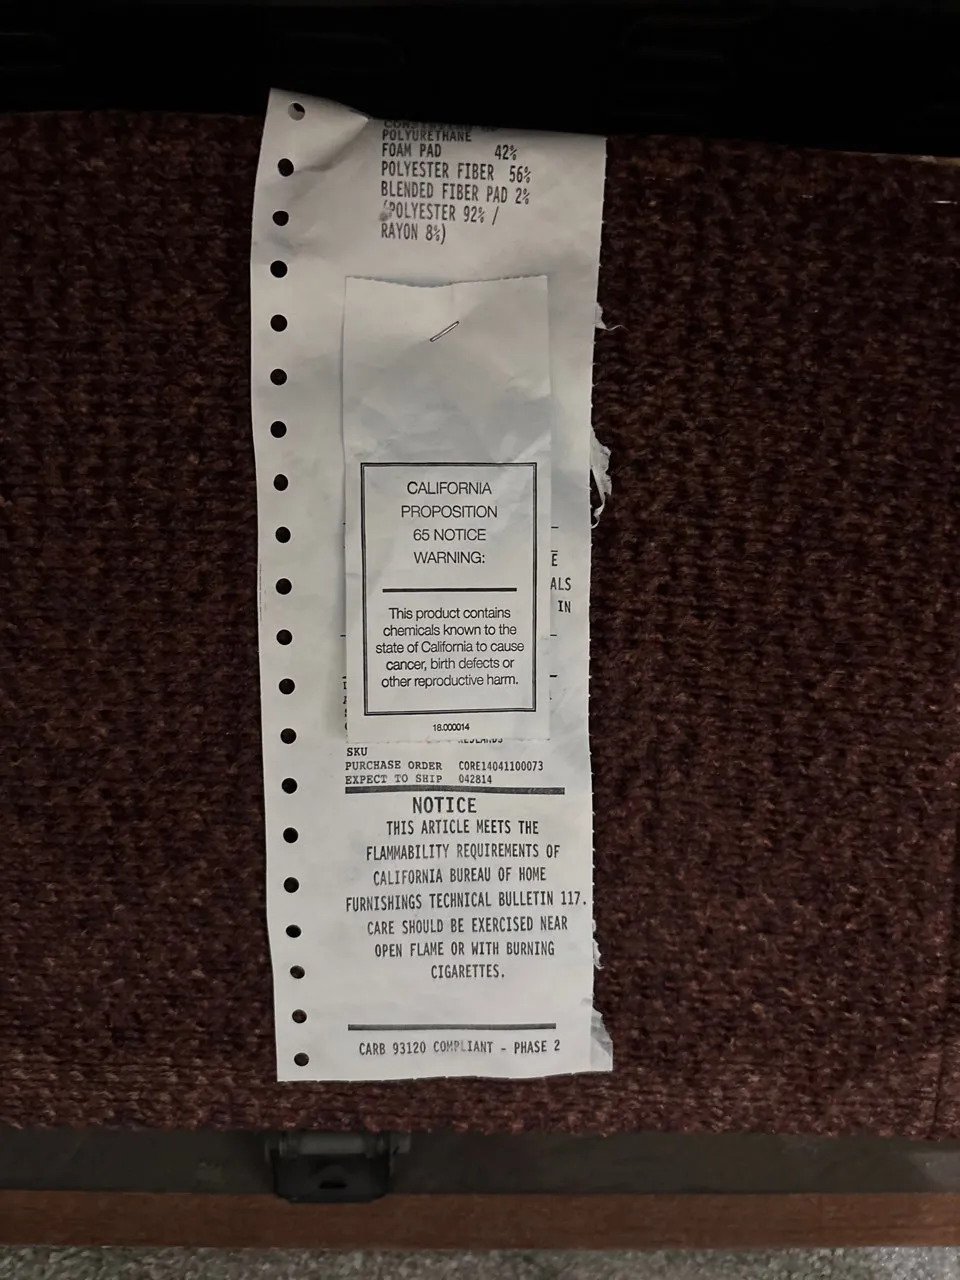 POLYURETHANE
FOAM PAD 42%
POLYESTER FIBER 56%
BLENDED FIBER PAD 2%
(POLYESTER 92% /
RAYON 8%)
CALIFORNIA
PROPOSITION
65 NOTICE
WARNING:
This product contains
chemicals known to the
state of California to cause
cancer, birth defects or
other reproductive harm.
18.000014
ALS
IN
SKU
PURCHASE ORDER CORE14041100073
EXPECT TO SHIP 042814
NOTICE
THIS ARTICLE MEETS THE
FLAMMABILITY REQUIREMENTS OF
CALIFORNIA BUREAU OF HOME
FURNISHINGS TECHNICAL BULLETIN 117.
CARE SHOULD BE EXERCISED NEAR
OPEN FLAME OR WITH BURNING
CIGARETTES.
CARB 93120 COMPLIANT - PHASE 2